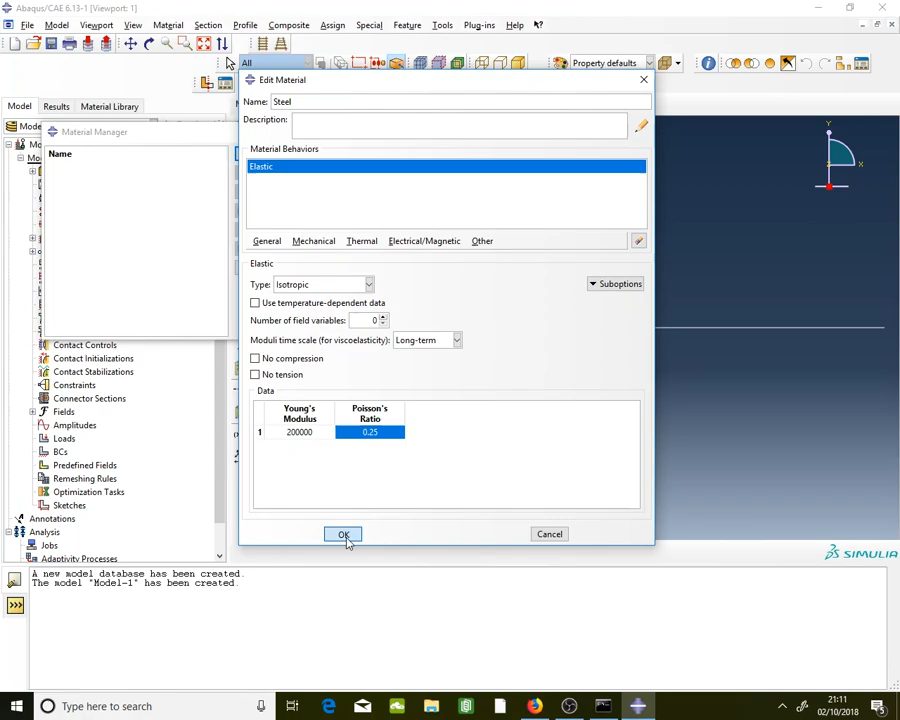 Abaqus/CAE 6.13-1 [Viewport: 1]
File Model Viewport View Material Section Profile Composite Assign Special Feature Tools Plug-ins Help
All
Property defaults
Model Results Material Library
Material Manager
Name
Edit Material
Name: Steel
Description:
Material Behaviors
Elastic
General Mechanical Thermal Electrical/Magnetic Other
Elastic
Type: Isotropic
Suboptions
Use temperature-dependent data
Number of field variables: 0
Moduli time scale (for viscoelasticity): Long-term
No compression
No tension
Data
Young's Modulus
Poisson's Ratio
1 200000 0.25
OK Cancel
Contact Controls
Contact Initializations
Contact Stabilizations
Constraints
Connector Sections
Fields
Amplitudes
Loads
BCs
Predefined Fields
Remeshing Rules
Optimization Tasks
Sketches
Annotations
Analysis
Jobs
Adaptivity Processes
Y
X
SIMULIA
A new model database has been created.
The model "Model-1" has been created.
Type here to search
21:11
02/10/2018